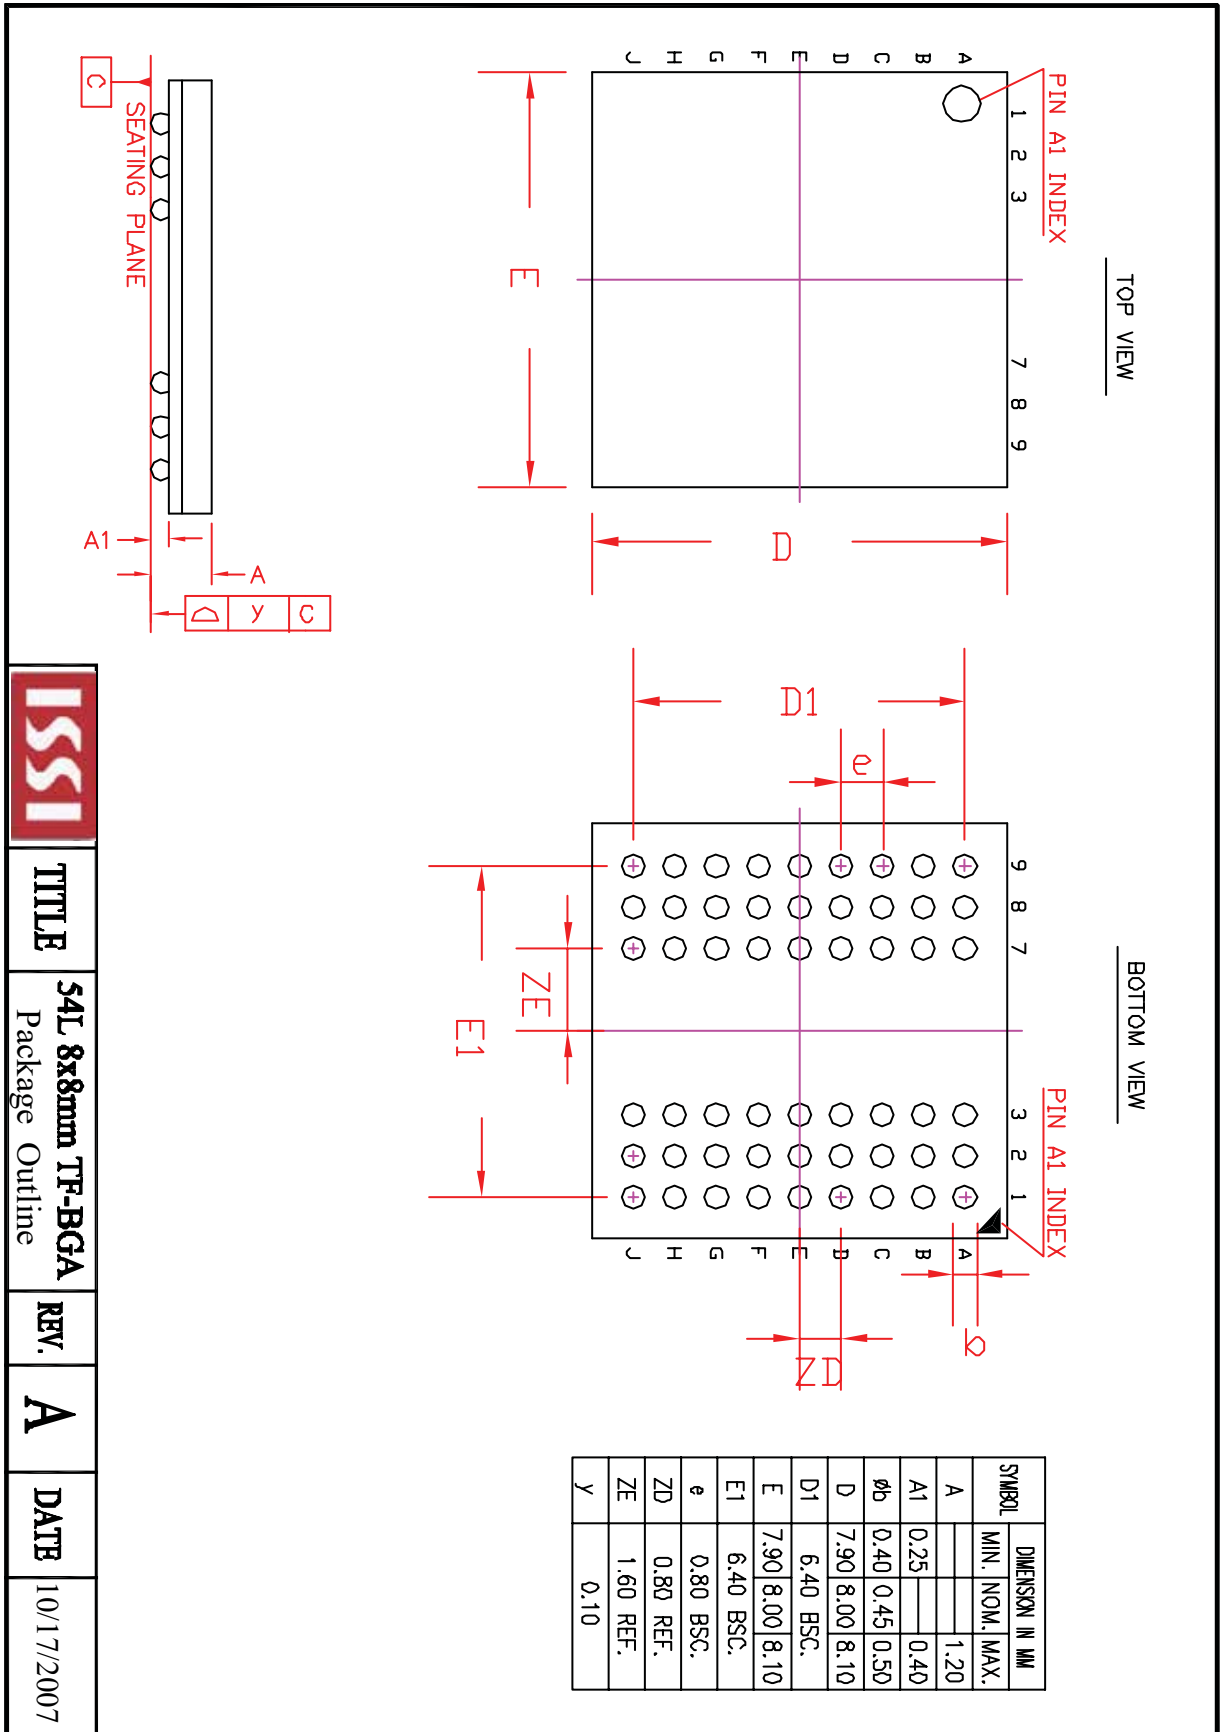 TOP VIEW
PIN A1 INDEX
1 2 3 7 8 9
A
B
C
D
E
F
G
H
J
E
D
C
SEATING PLANE
A1
A
y C
BOTTOM VIEW
PIN A1 INDEX
9 8 7 3 2 1
A
B
C
D
E
F
G
H
J
D1
e
E1
ZE
ZD
b
SYMBOL DIMENSION IN MM
MIN. NOM. MAX.
A 1.20
A1 0.25 0.40
Øb 0.40 0.45 0.50
D 7.90 8.00 8.10
D1 6.40 BSC.
E 7.90 8.00 8.10
E1 6.40 BSC.
e 0.80 BSC.
ZD 0.80 REF.
ZE 1.60 REF.
y 0.10
ISSI
TITLE
54L 8x8mm TF-BGA
Package Outline
REV.
A
DATE
10/17/2007